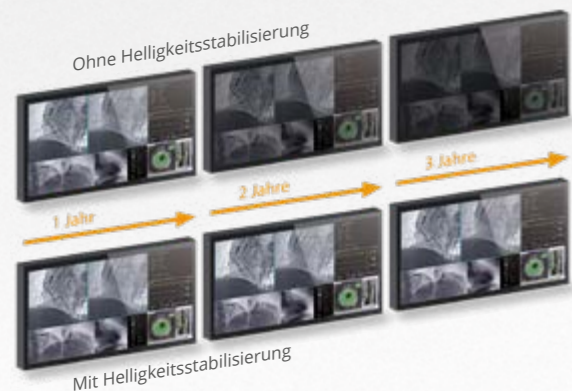 Ohne Helligkeitsstabilisierung
1 Jahr
2 Jahre
3 Jahre
Mit Helligkeitsstabilisierung